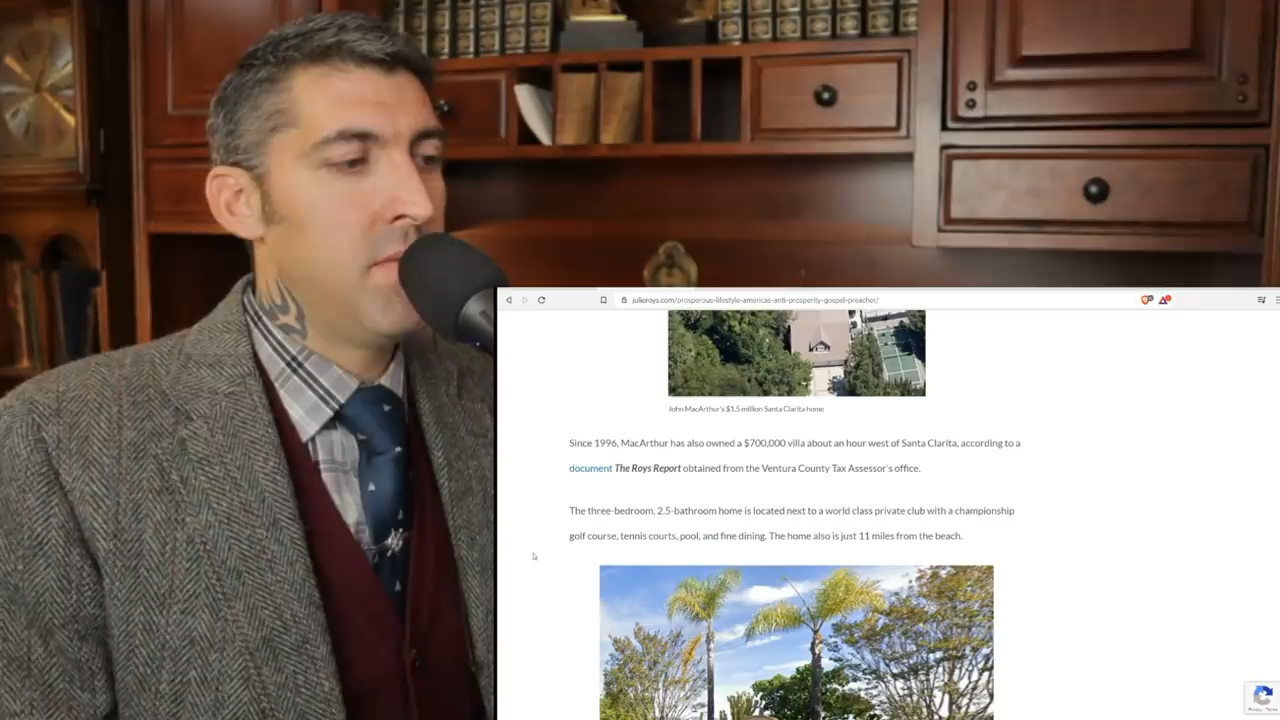 julieroys.com/prosperous-lifestyle-americas-anti-prosperity-gospel-preacher/
John MacArthur's $1.5 million Santa Clarita home
Since 1996, MacArthur has also owned a $700,000 villa about an hour west of Santa Clarita, according to a
document The Roys Report obtained from the Ventura County Tax Assessor's office.
The three-bedroom, 2.5-bathroom home is located next to a world class private club with a championship
golf course, tennis courts, pool, and fine dining. The home also is just 11 miles from the beach.